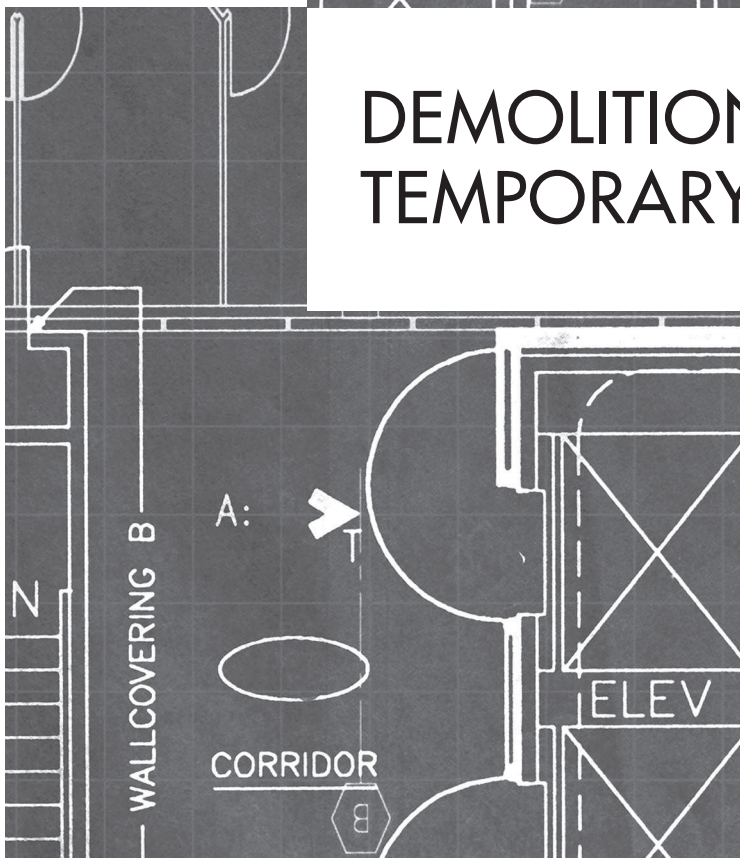 DEMOLITION
TEMPORARY
A:
T
N
WALLCOVERING B
ELEV
CORRIDOR
B